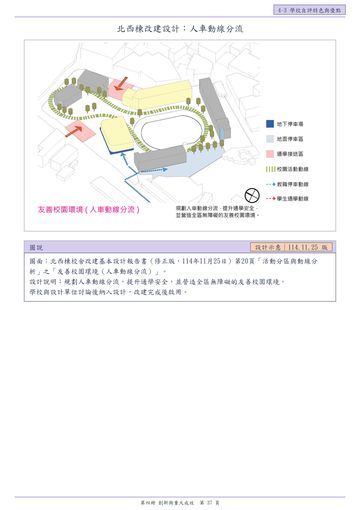 4-3 學校自評特色與優點
北西棟改建設計：人車動線分流
地下停車場
地面停車區
通學接送區
校園活動動線
教職停車動線
學生通學動線
友善校園環境（人車動線分流）
規劃人車動線分流，提升通學安全，
並營造全區無障礙的友善校園環境。
圖說
設計示意｜114.11.25 版
圖面：北西棟校舍改建基本設計報告書（修正版，114年11月25日）第20頁「活動分區與動線分
析」之「友善校園環境（人車動線分流）」。
設計說明：規劃人車動線分流，提升通學安全，並營造全區無障礙的友善校園環境。
學校與設計單位討論後納入設計，改建完成後啟用。
第四冊 創新與重大成效　第 37 頁